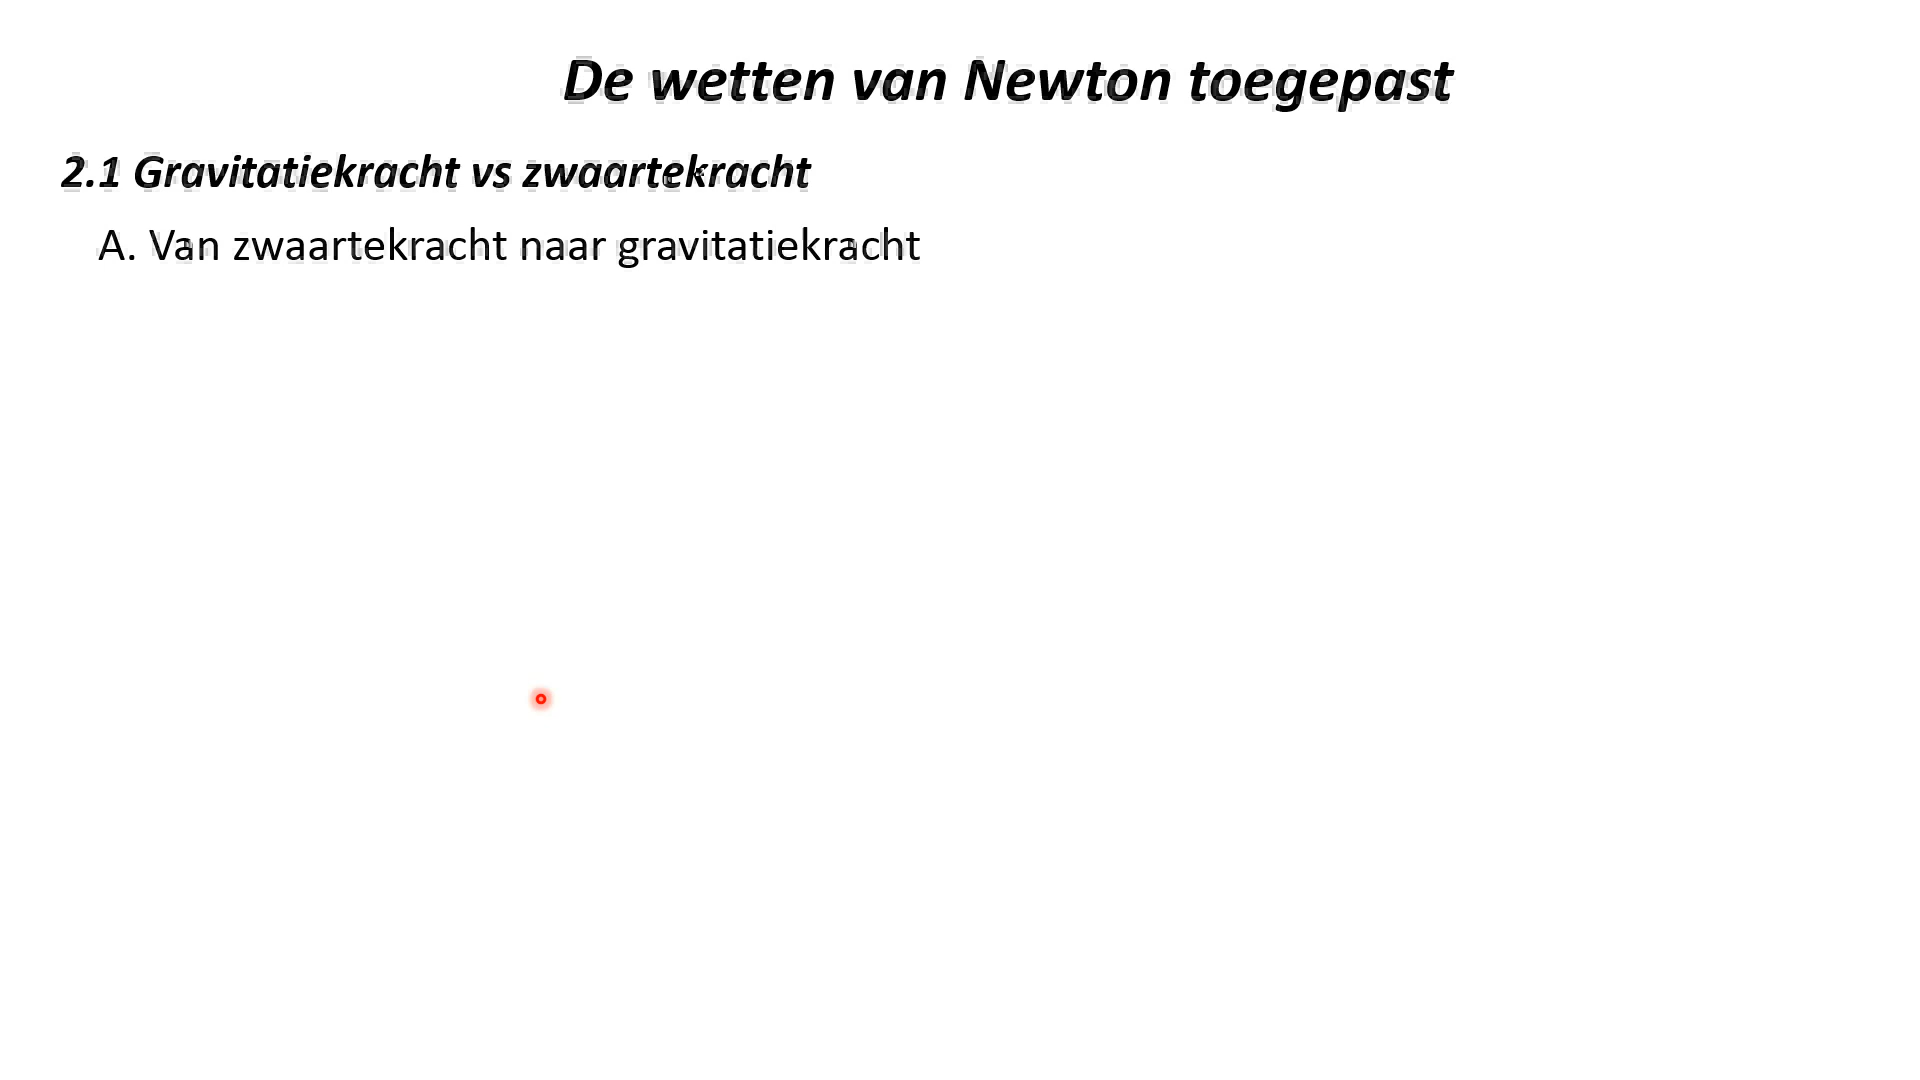 De wetten van Newton toegepast
2.1 Gravitatiekracht vs zwaartekracht
A. Van zwaartekracht naar gravitatiekracht